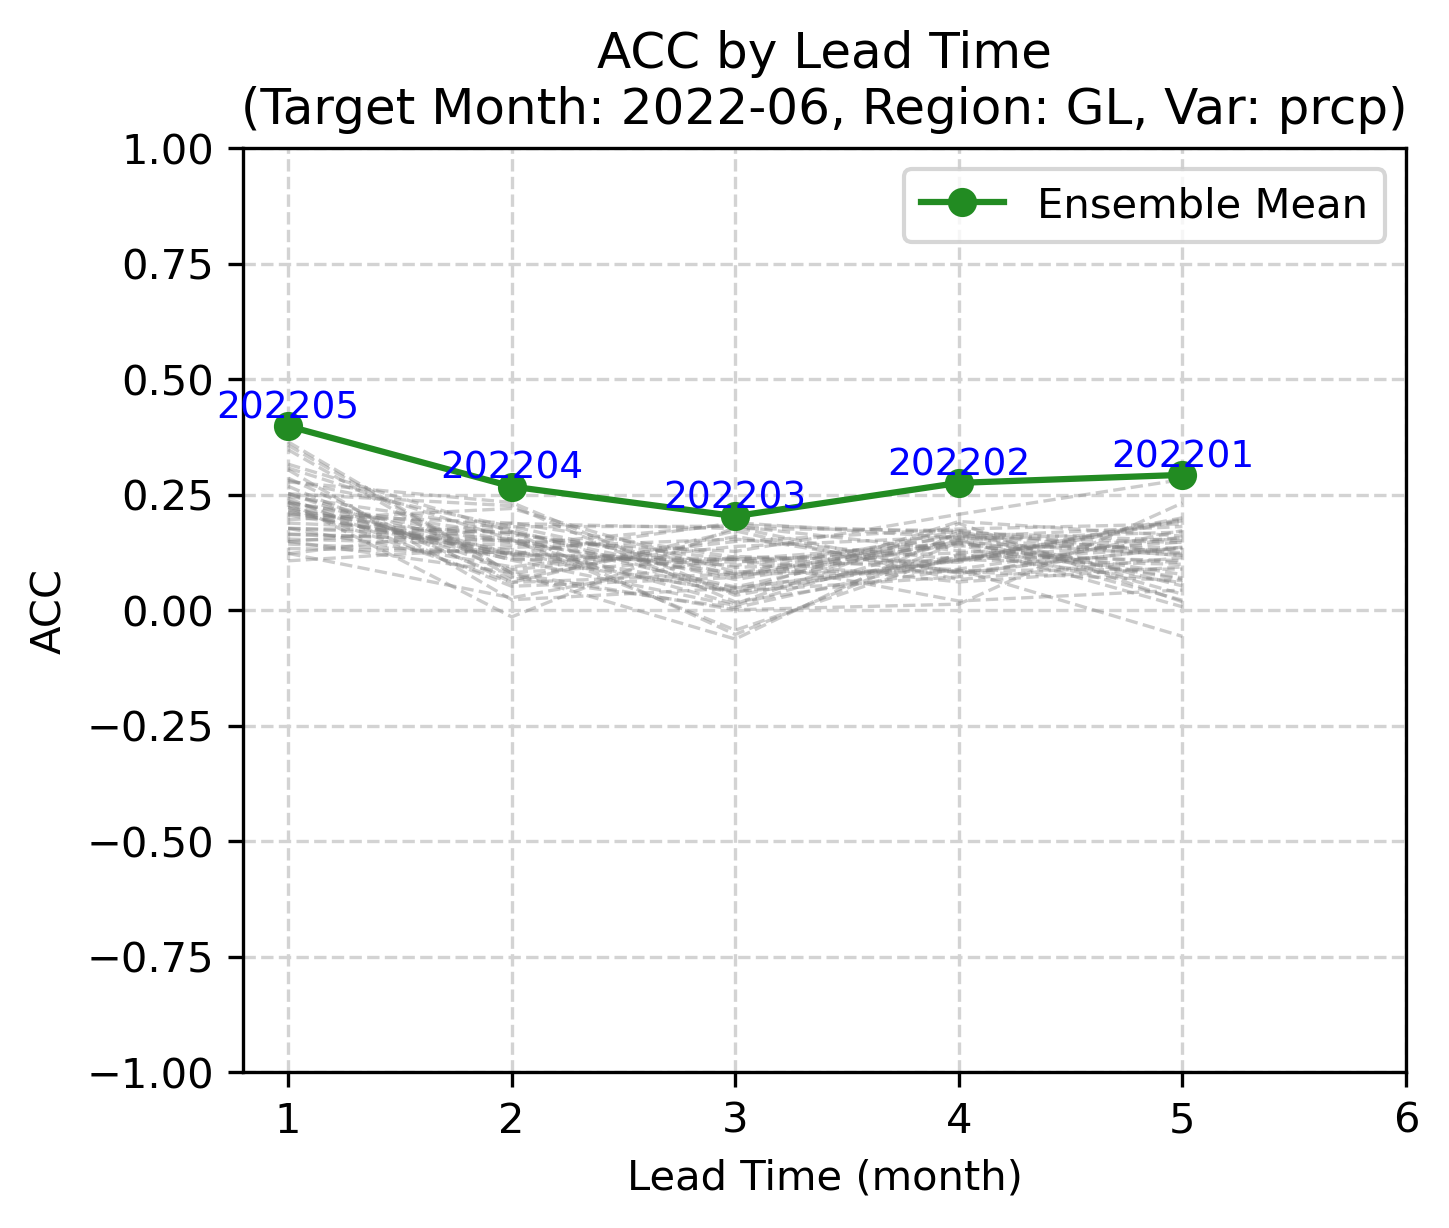 ACC by Lead Time
(Target Month: 2022-06, Region: GL, Var: prcp)
1.00
0.75
0.50
0.25
0.00
−0.25
−0.50
−0.75
−1.00
ACC
Ensemble Mean
202205
202204
202203
202202
202201
1 2 3 4 5 6
Lead Time (month)